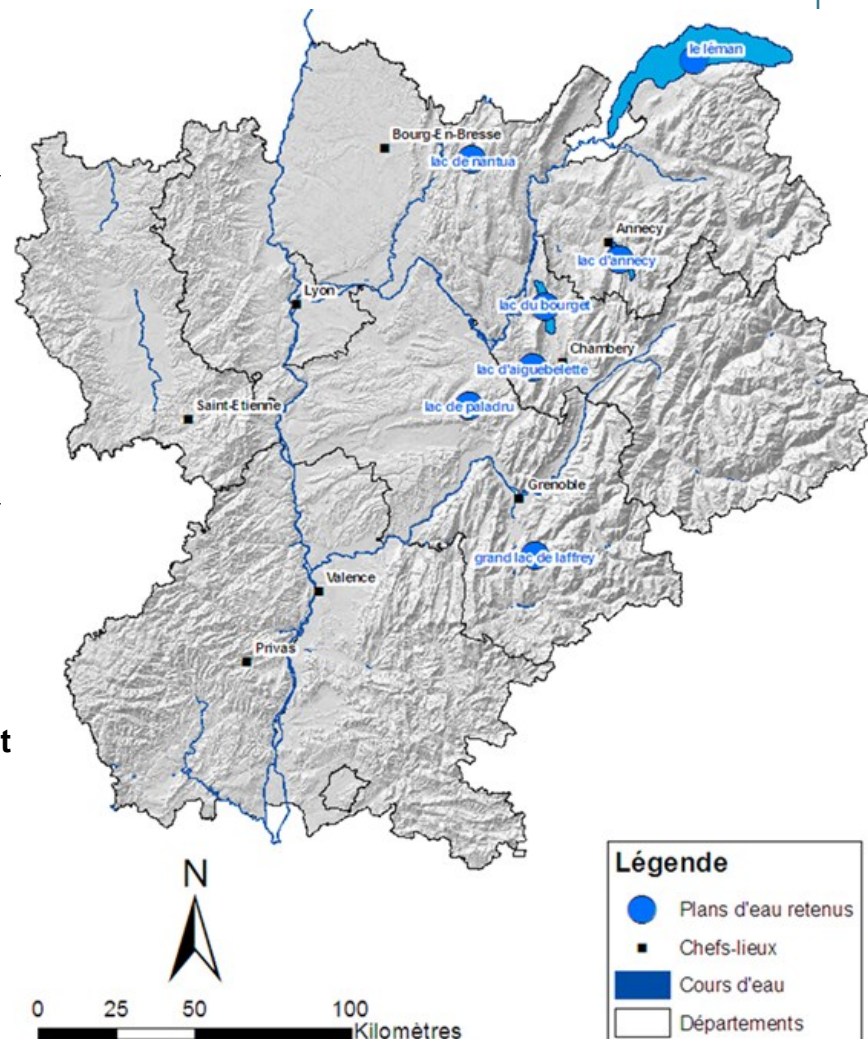 le léman
Bourg-En-Bresse
lac de nantua
Annecy
lac d'annecy
Lyon
lac du bourget
Chambery
lac d'aiguebelette
Saint-Etienne
lac de paladru
Grenoble
grand lac de laffrey
Valence
Privas
t
N
0 25 50 100
Kilomètres
Légende
Plans d'eau retenus
Chefs-lieux
Cours d'eau
Départements